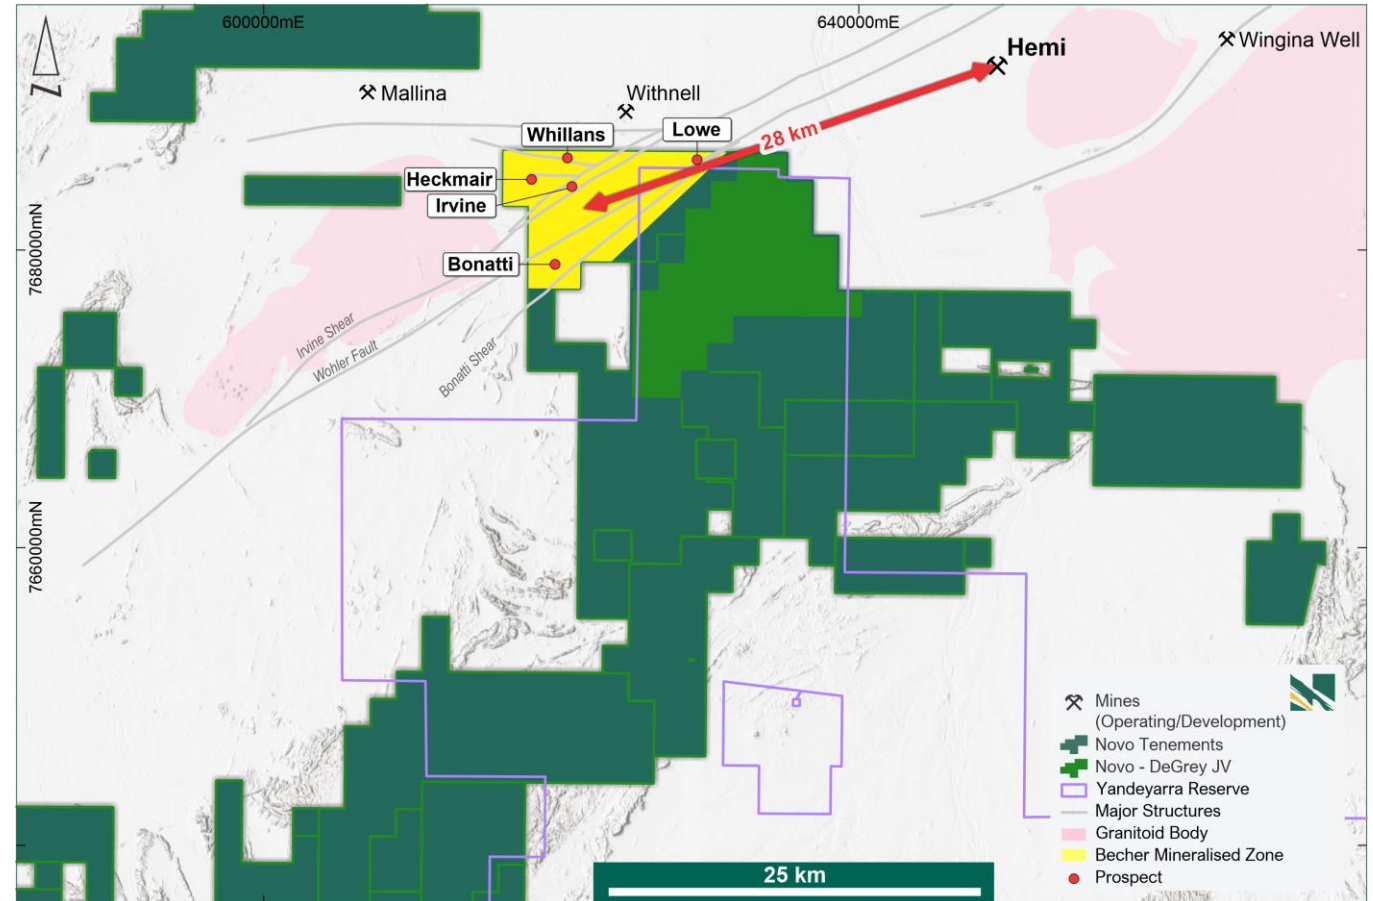 600000mE
640000mE
Hemi
Wingina Well
Mallina
Withnell
Whillans
Lowe
28 km
Heckmair
Irvine
Bonatti
7680000mN
Irvine Shear
Wohler Fault
Bonatti Shear
7660000mN
N
Mines
(Operating/Development)
Novo Tenements
Novo - DeGrey JV
Yandeyarra Reserve
Major Structures
Granitoid Body
Becher Mineralised Zone
Prospect
25 km